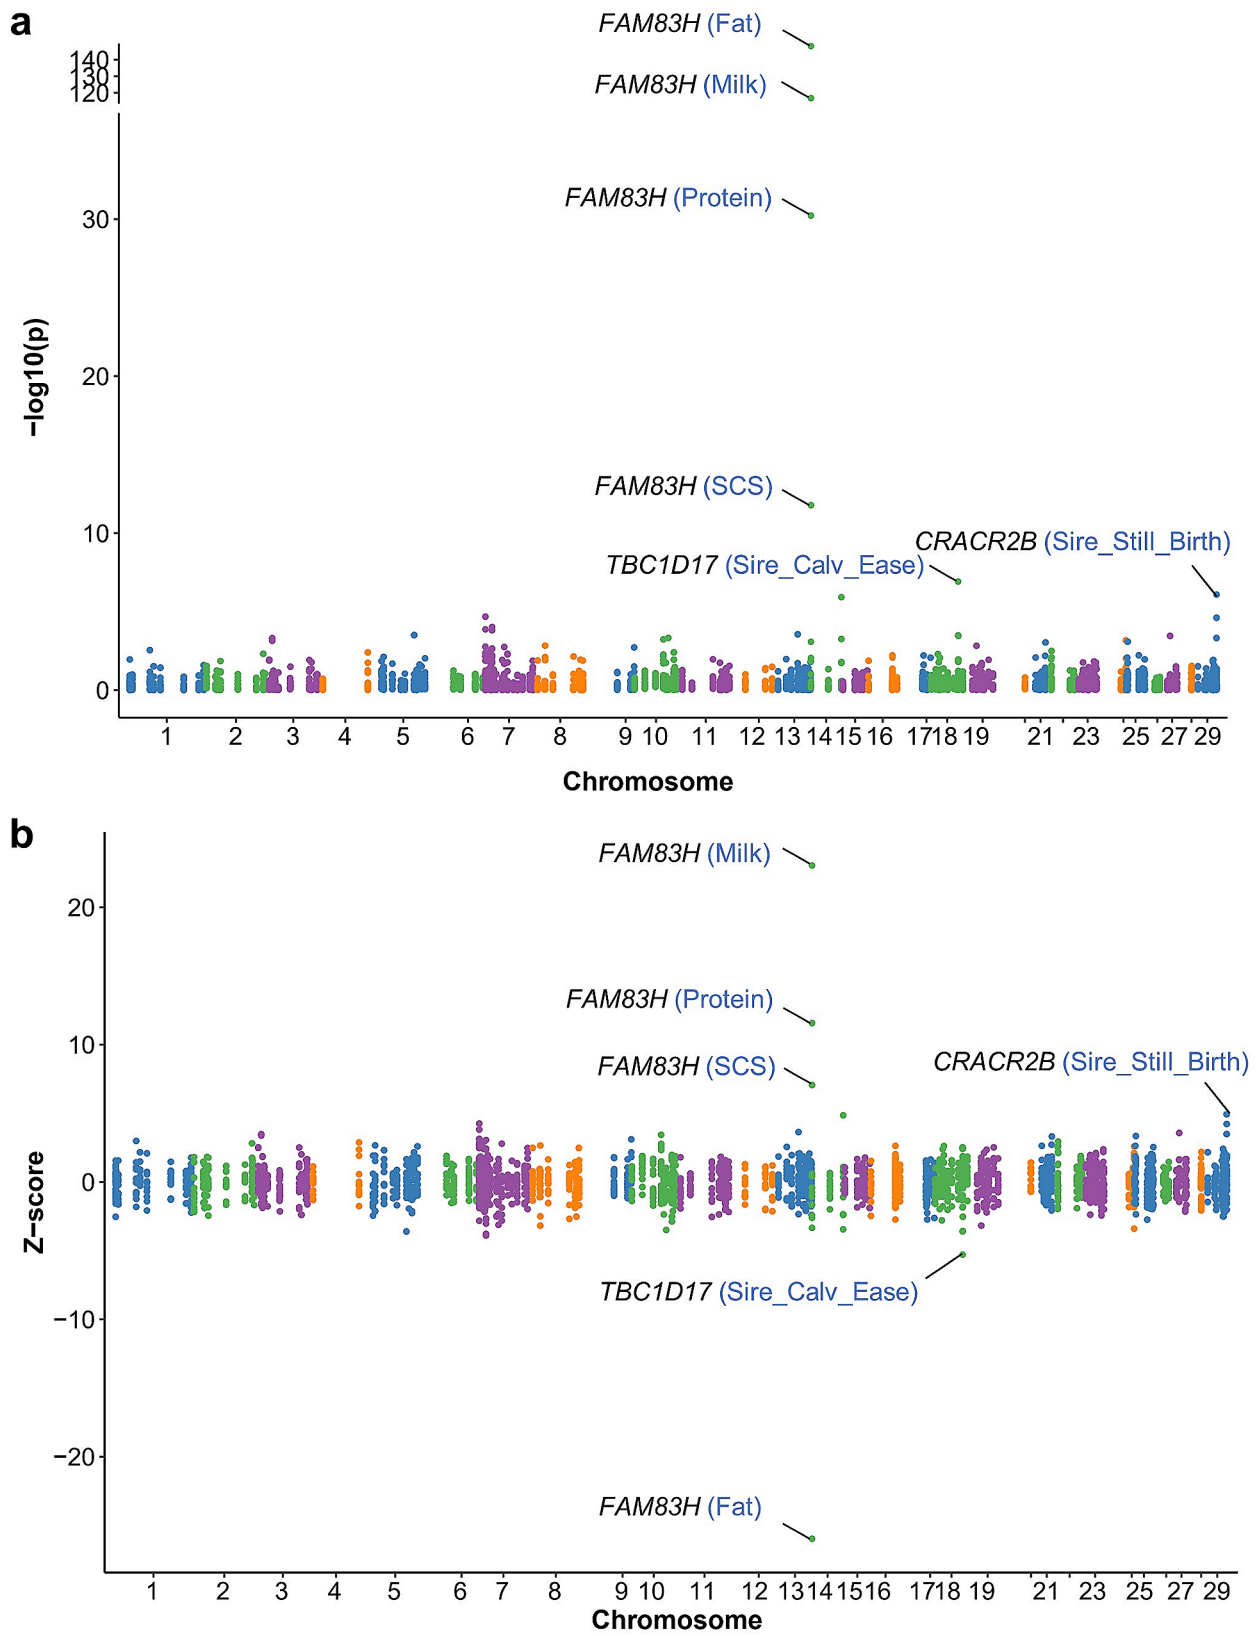 a
FAM83H (Fat)
140
130
FAM83H (Milk)
120
FAM83H (Protein)
30
20
−log10(p)
FAM83H (SCS)
10
CRACR2B (Sire_Still_Birth)
TBC1D17 (Sire_Calv_Ease)
0
1 2 3 4 5 6 7 8 9 10 11 12 13 14 15 16 17 18 19 21 23 25 27 29
Chromosome
b
FAM83H (Milk)
20
FAM83H (Protein)
10
CRACR2B (Sire_Still_Birth)
FAM83H (SCS)
0
Z−score
TBC1D17 (Sire_Calv_Ease)
−10
−20
FAM83H (Fat)
1 2 3 4 5 6 7 8 9 10 11 12 13 14 15 16 17 18 19 21 23 25 27 29
Chromosome